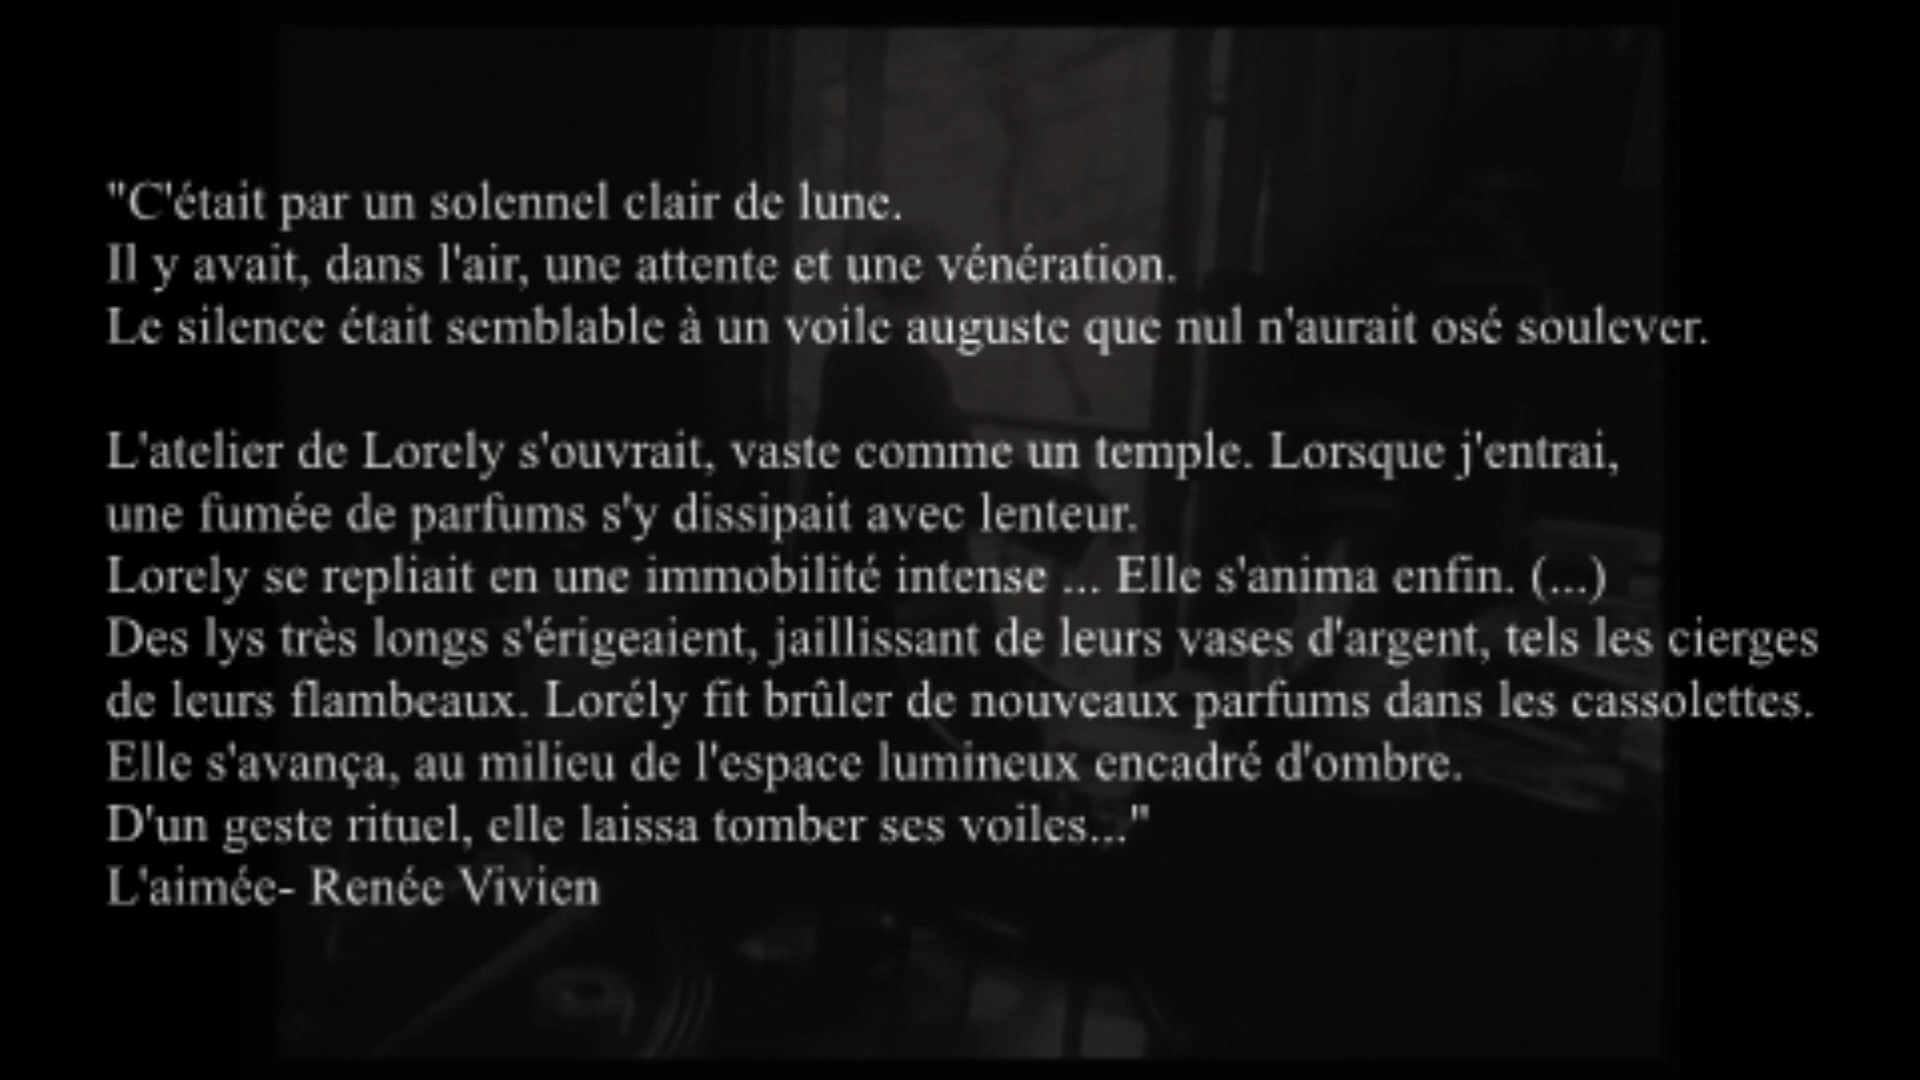 "C'était par un solennel clair de lune.
Il y avait, dans l'air, une attente et une vénération.
Le silence était semblable à un voile auguste que nul n'aurait osé soulever.
L'atelier de Lorely s'ouvrait, vaste comme un temple. Lorsque j'entrai,
une fumée de parfums s'y dissipait avec lenteur.
Lorely se repliait en une immobilité intense ... Elle s'anima enfin. (...)
Des lys très longs s'érigeaient, jaillissant de leurs vases d'argent, tels les cierges
de leurs flambeaux. Lorély fit brûler de nouveaux parfums dans les cassolettes.
Elle s'avança, au milieu de l'espace lumineux encadré d'ombre.
D'un geste rituel, elle laissa tomber ses voiles..."
L'aimée- Renée Vivien